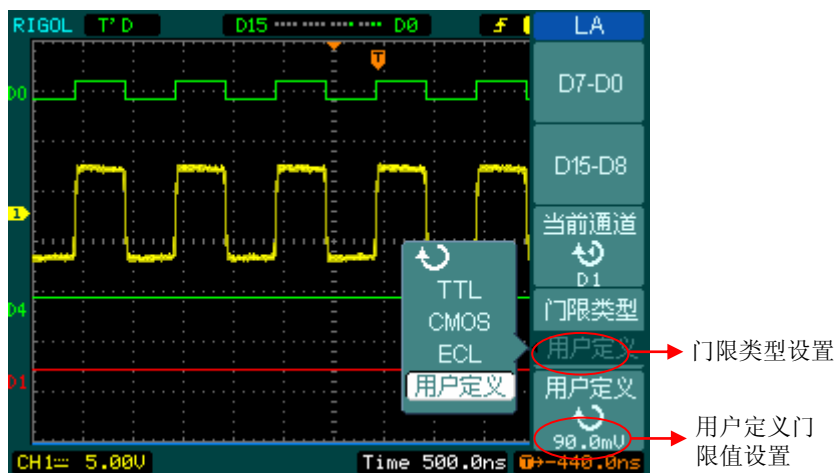 RIGOL T'D D15 D0 LA
D7-D0
D0
D15-D8
1
当前通道
D1
TTL
CMOS
ECL
用户定义
D4
门限类型
用户定义
门限类型设置
D1
用户定义
90.0mV
用户定义门
限值设置
CH1 5.00V Time 500.0ns T→-440.0ns
T